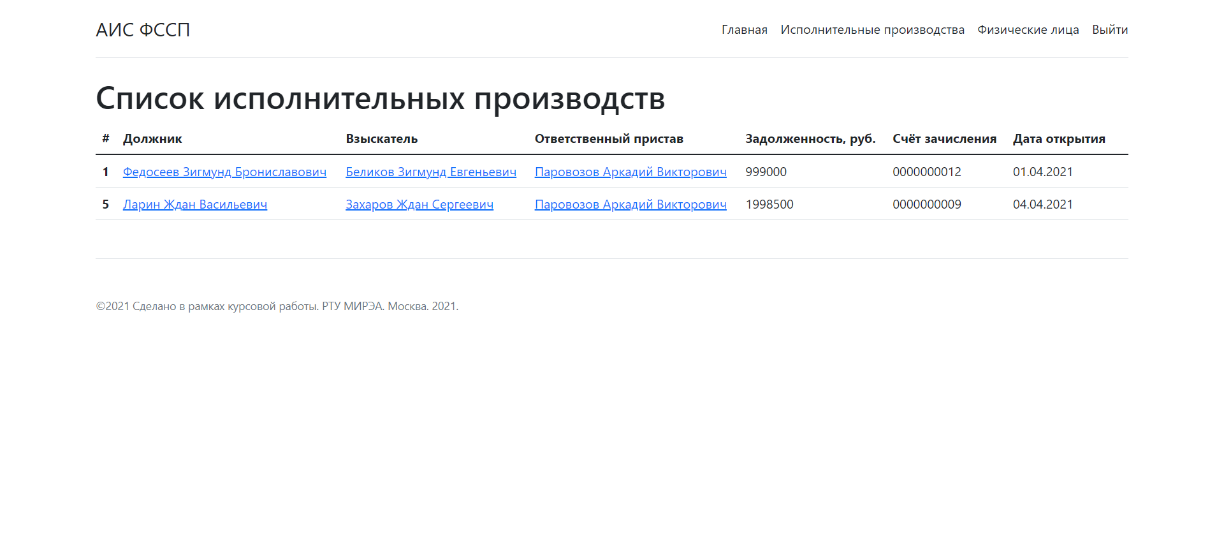 АИС ФССП Главная Исполнительные производства Физические лица Выйти
Список исполнительных производств
# Должник Взыскатель Ответственный пристав Задолженность, руб. Счёт зачисления Дата открытия
1 Федосеев Зигмунд Брониславович Беликов Зигмунд Евгеньевич Паровозов Аркадий Викторович 999000 0000000012 01.04.2021
5 Ларин Ждан Васильевич Захаров Ждан Сергеевич Паровозов Аркадий Викторович 1998500 0000000009 04.04.2021
©2021 Сделано в рамках курсовой работы. РТУ МИРЭА. Москва. 2021.